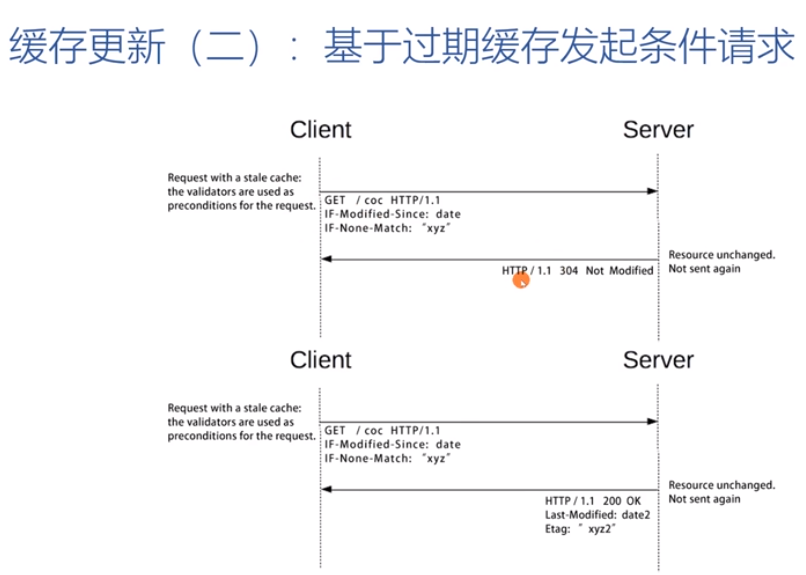 缓存更新（二）：基于过期缓存发起条件请求
Client
Server
Request with a stale cache:
the validators are used as
preconditions for the request.
GET / coc HTTP/1.1
IF-Modified-Since: date
IF-None-Match: "xyz"
Resource unchanged.
Not sent again
HTTP / 1.1 304 Not Modified
Client
Server
Request with a stale cache:
the validators are used as
preconditions for the request.
GET / coc HTTP/1.1
IF-Modified-Since: date
IF-None-Match: "xyz"
Resource unchanged.
Not sent again
HTTP / 1.1 200 OK
Last-Modified: date2
Etag: " xyz2"